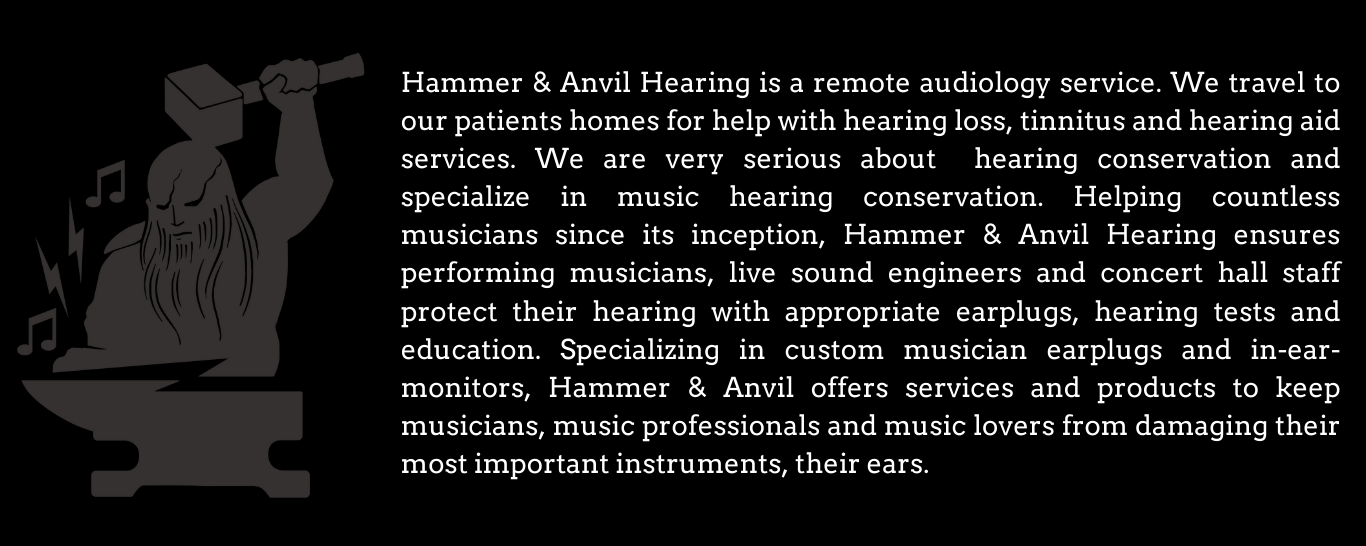 Hammer & Anvil Hearing is a remote audiology service. We travel to
our patients homes for help with hearing loss, tinnitus and hearing aid
services. We are very serious about hearing conservation and
specialize in music hearing conservation. Helping countless
musicians since its inception, Hammer & Anvil Hearing ensures
performing musicians, live sound engineers and concert hall staff
protect their hearing with appropriate earplugs, hearing tests and
education. Specializing in custom musician earplugs and in-ear-
monitors, Hammer & Anvil offers services and products to keep
musicians, music professionals and music lovers from damaging their
most important instruments, their ears.